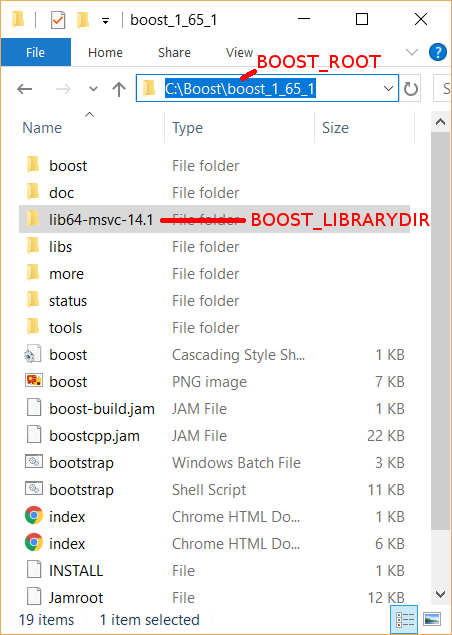 boost_1_65_1
File Home Share View
BOOST_ROOT
C:\Boost\boost_1_65_1 S
Name Type Size
boost File folder
doc File folder
lib64-msvc-14.1 File folder BOOST_LIBRARYDIR
libs File folder
more File folder
status File folder
tools File folder
boost Cascading Style Sh... 1 KB
boost PNG image 7 KB
boost-build.jam JAM File 1 KB
boostcpp.jam JAM File 22 KB
bootstrap Windows Batch File 3 KB
bootstrap Shell Script 11 KB
index Chrome HTML Do... 1 KB
index Chrome HTML Do... 6 KB
INSTALL File 1 KB
Jamroot File 12 KB
19 items 1 item selected